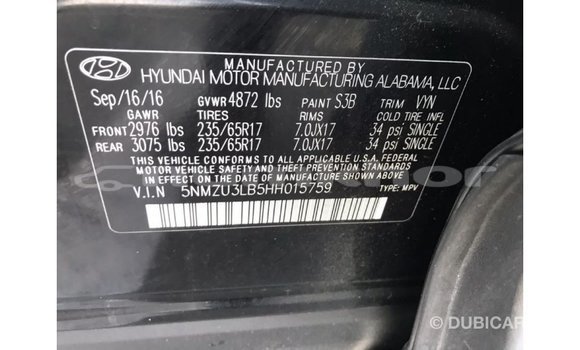 MANUFACTURED BY
HYUNDAI MOTOR MANUFACTURING ALABAMA, LLC
Sep/16/16 GVWR 4872 lbs PAINT S3B TRIM VYN
GAWR TIRES RIMS COLD TIRE INFL
FRONT 2976 lbs 235/65R17 7.0JX17 34 psi SINGLE
REAR 3075 lbs 235/65R17 7.0JX17 34 psi SINGLE
THIS VEHICLE CONFORMS TO ALL APPLICABLE U.S.A. FEDERAL
MOTOR VEHICLE SAFETY AND THEFT PREVENTION STANDARDS
IN EFFECT ON THE DATE OF MANUFACTURE SHOWN ABOVE.
V.I.N 5NMZU3LB5HH015759 TYPE: MPV
© DUBICAR